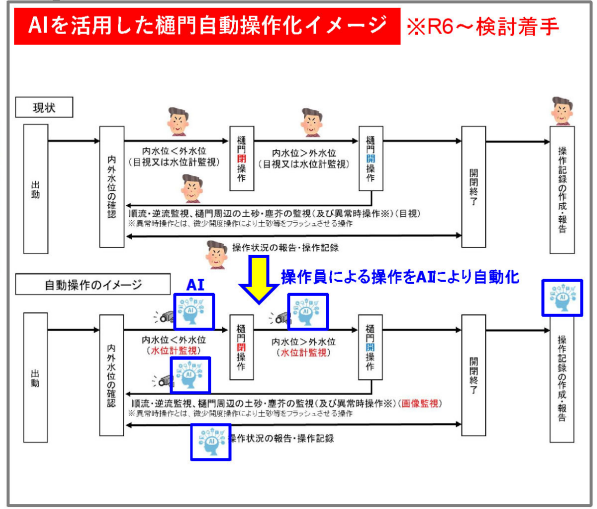 AIを活用した樋門自動操作化イメージ
※R6～検討着手
現状
出動
内外水位の確認
内水位＜外水位
(目視又は水位計監視)
樋門閉操作
内水位＞外水位
(目視又は水位計監視)
樋門開操作
開閉終了
操作記録の作成・報告
順流・逆流監視、樋門周辺の土砂・塵芥の監視(及び異常時操作※)(目視)
※異常時操作とは、微少開度操作により土砂等をフラッシュさせる操作
操作状況の報告・操作記録
操作員による操作をAIにより自動化
自動操作のイメージ
AI
出動
内外水位の確認
内水位＜外水位
(水位計監視)
樋門閉操作
内水位＞外水位
(水位計監視)
樋門開操作
開閉終了
操作記録の作成・報告
順流・逆流監視、樋門周辺の土砂・塵芥の監視(及び異常時操作※)(画像監視)
※異常時操作とは、微少開度操作により土砂等をフラッシュさせる操作
操作状況の報告・操作記録
AI
AI
AI
AI
AI